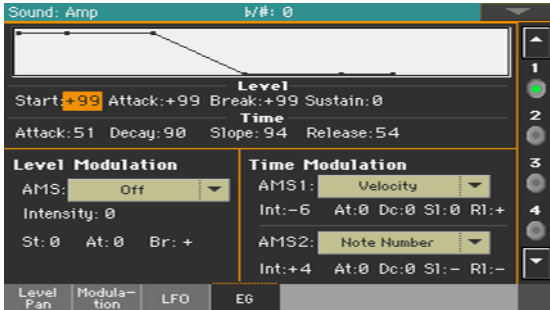 Sound: Amp b/#: 0
Level
Start:+99 Attack:+99 Break:+99 Sustain:0
Time
Attack:51 Decay:90 Slope:94 Release:54
Level Modulation
AMS: Off
Intensity: 0
St:0 At:0 Br: +
Time Modulation
AMS1: Velocity
Int:-6 At:0 Dc:0 Sl:0 Rl:+
AMS2: Note Number
Int:+4 At:0 Dc:0 Sl:- Rl:-
1
2
3
4
Level Pan
Modula-tion
LFO
EG